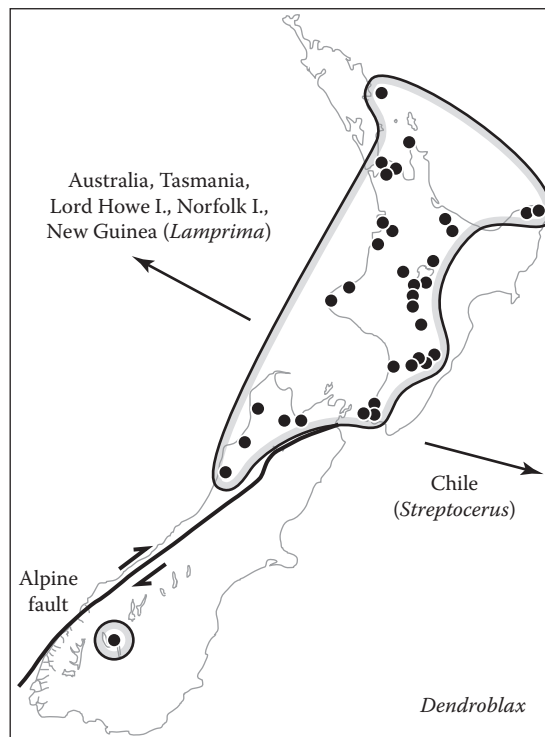 Australia, Tasmania,
Lord Howe I., Norfolk I.,
New Guinea (Lamprima)
Chile
(Streptocerus)
Alpine
fault
Dendroblax